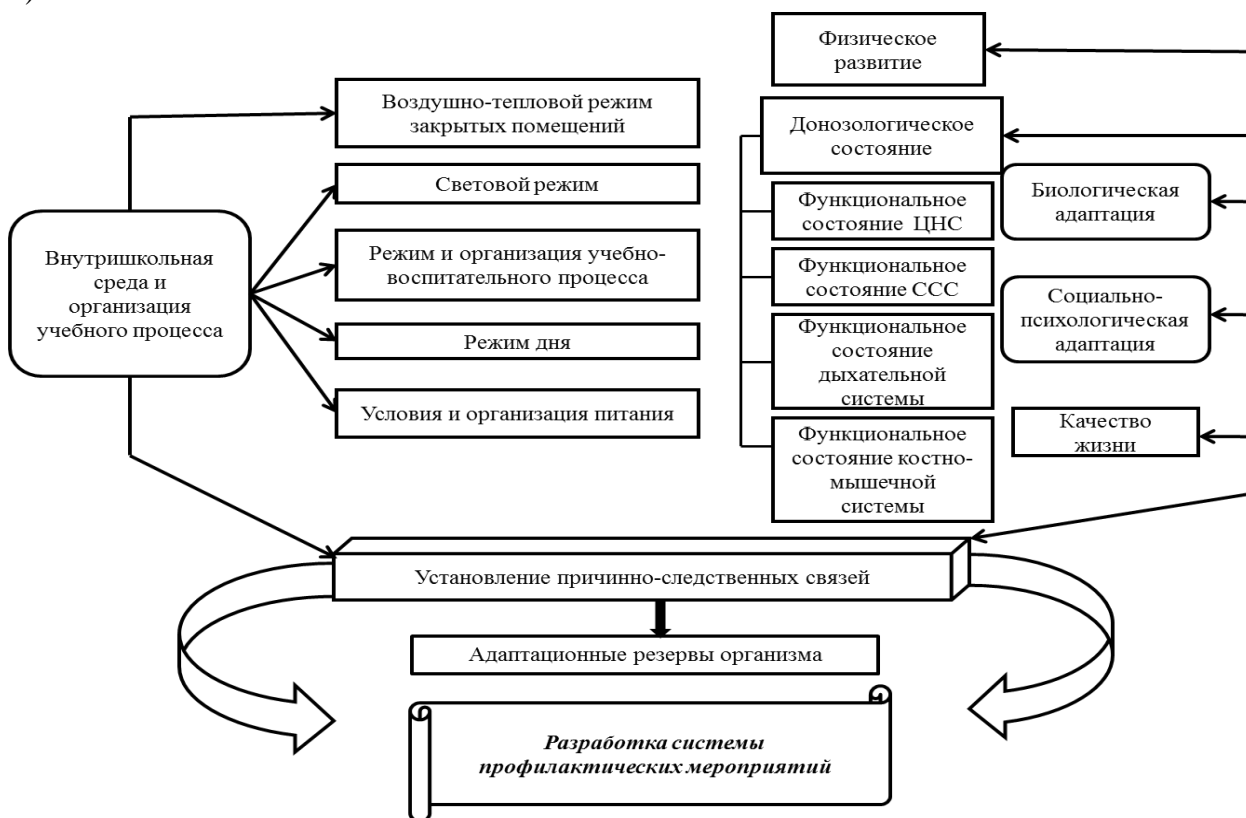 )
Физическое
развитие
Воздушно-тепловой режим
закрытых помещений
Донозологическое
состояние
Световой режим
Биологическая
адаптация
Функциональное
состояние ЦНС
Внутришкольная
среда и
организация
учебного процесса
Режим и организация учебно-
воспитательного процесса
Функциональное
состояние ССС
Социально-
психологическая
адаптация
Режим дня
Функциональное
состояние
дыхательной
системы
Условия и организация питания
Качество
жизни
Функциональное
состояние костно-
мышечной
системы
Установление причинно-следственных связей
Адаптационные резервы организма
Разработка системы
профилактических мероприятий